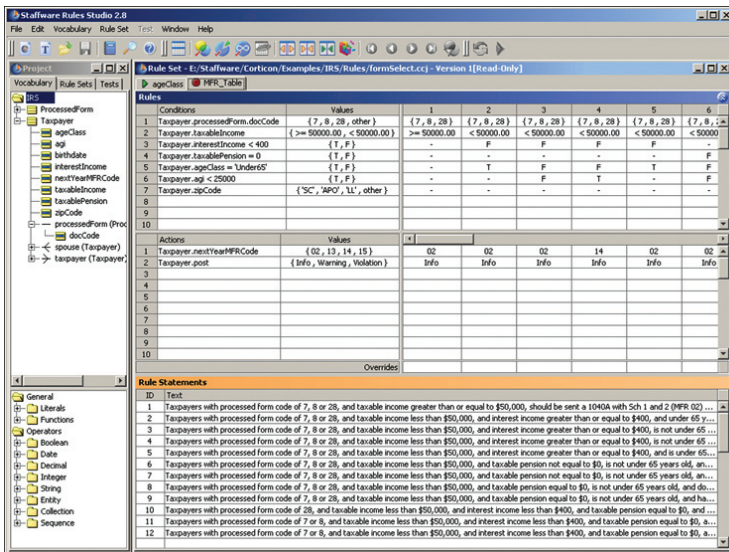 Staffware Rules Studio 2.8
File Edit Vocabulary Rule Set Test Window Help
Project
Vocabulary Rule Sets Tests
IRS
ProcessedForm
Taxpayer
ageClass
agi
birthdate
interestIncome
nextYearMFRCode
taxableIncome
taxablePension
zipCode
processedForm (Proc
docCode
spouse (Taxpayer)
taxpayer (Taxpayer)
General
Literals
Functions
Operators
Boolean
Date
Decimal
Integer
String
Entity
Collection
Sequence
Rule Set - E:/Staffware/Corticon/Examples/IRS/Rules/formSelect.ccj - Version 1[Read-Only]
ageClass MFR_Table
Rules
Conditions Values 1 2 3 4 5 6
1 Taxpayer.processedForm.docCode {7, 8, 28, other } {7, 8, 28} {7, 8, 28} {7, 8, 28} {7, 8, 28} {7, 8, 28} {7, 8,
2 Taxpayer.taxableIncome { >= 50000.00 , < 50000.00 } >= 50000.00 < 50000.00 < 50000.00 < 50000.00 < 50000.00 < 5000
3 Taxpayer.interestIncome < 400 {T, F} - F F F F -
4 Taxpayer.taxablePension = 0 {T, F} - - - - - F
5 Taxpayer.ageClass = 'Under65' {T, F} - T F F T F
6 Taxpayer.agi < 25000 {T, F} - - F T - F
7 Taxpayer.zipCode {'SC', 'APO', 'LL', other } - - - - - -
8
9
10
Actions Values
1 Taxpayer.nextYearMFRCode {02, 13, 14, 15 } 02 02 02 14 02 02
2 Taxpayer.post {Info, Warning, Violation } Info Info Info Info Info Info
3
4
5
6
7
8
9
10
Overrides
Rule Statements
ID Text
1 Taxpayers with processed form code of 7, 8 or 28, and taxable income greater than or equal to $50,000, should be sent a 1040A with Sch 1 and 2 (MFR 02) ...
2 Taxpayers with processed form code of 7, 8 or 28, and taxable income less than $50,000, and interest income greater than or equal to $400, and under 65 y...
3 Taxpayers with processed form code of 7, 8 or 28, and taxable income less than $50,000, and interest income greater than or equal to $400, is not under 65 ...
4 Taxpayers with processed form code of 7, 8 or 28, and taxable income less than $50,000, and interest income greater than or equal to $400, is not under 65 ...
5 Taxpayers with processed form code of 7, 8 or 28, and taxable income less than $50,000, and interest income greater than or equal to $400, and is under 65...
6 Taxpayers with processed form code of 7, 8 or 28, and taxable income less than $50,000, and taxable pension not equal to $0, is not under 65 years old, an...
7 Taxpayers with processed form code of 7, 8 or 28, and taxable income less than $50,000, and taxable pension not equal to $0, is not under 65 years old, and...
8 Taxpayers with processed form code of 7, 8 or 28, and taxable income less than $50,000, and taxable pension not equal to $0, is not under 65 years old, and do...
9 Taxpayers with processed form code of 7, 8 or 28, and taxable income less than $50,000, and taxable pension not equal to $0, is not under 65 years old, and ha...
10 Taxpayers with processed form code of 28, and taxable income less than $50,000, and interest income less than $400, and taxable pension equal to $0, and ...
11 Taxpayers with processed form code of 7 or 8, and taxable income less than $50,000, and interest income less than $400, and taxable pension equal to $0, a...
12 Taxpayers with processed form code of 7 or 8, and taxable income less than $50,000, and interest income less than $400, and taxable pension equal to $0, a...